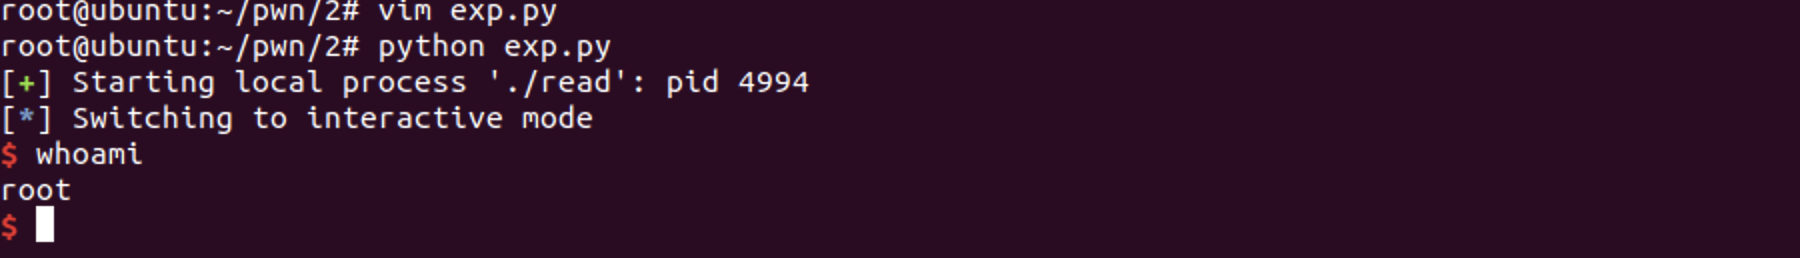 root@ubuntu:~/pwn/2# vim exp.py
root@ubuntu:~/pwn/2# python exp.py
[+] Starting local process './read': pid 4994
[*] Switching to interactive mode
$ whoami
root
$